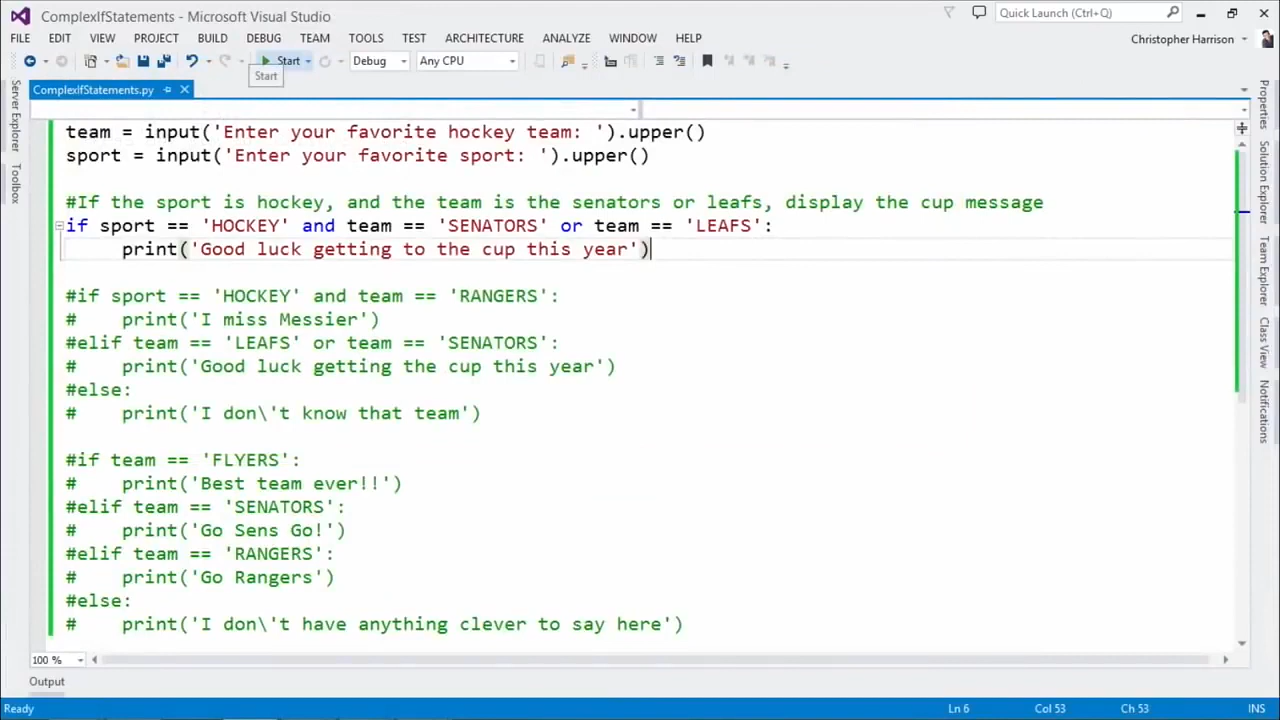 ComplexIfStatements - Microsoft Visual Studio
Quick Launch (Ctrl+Q)
FILE EDIT VIEW PROJECT BUILD DEBUG TEAM TOOLS TEST ARCHITECTURE ANALYZE WINDOW HELP
Christopher Harrison
Start Debug Any CPU
Start
ComplexIfStatements.py
Server Explorer
Toolbox
Properties
Solution Explorer
Team Explorer
Class View
Notifications
team = input('Enter your favorite hockey team: ').upper()
sport = input('Enter your favorite sport: ').upper()
#If the sport is hockey, and the team is the senators or leafs, display the cup message
if sport == 'HOCKEY' and team == 'SENATORS' or team == 'LEAFS':
print('Good luck getting to the cup this year')
#if sport == 'HOCKEY' and team == 'RANGERS':
#    print('I miss Messier')
#elif team == 'LEAFS' or team == 'SENATORS':
#    print('Good luck getting the cup this year')
#else:
#    print('I don\'t know that team')
#if team == 'FLYERS':
#    print('Best team ever!!')
#elif team == 'SENATORS':
#    print('Go Sens Go!')
#elif team == 'RANGERS':
#    print('Go Rangers')
#else:
#    print('I don\'t have anything clever to say here')
100 %
Output
Ready Ln 6 Col 53 Ch 53 INS